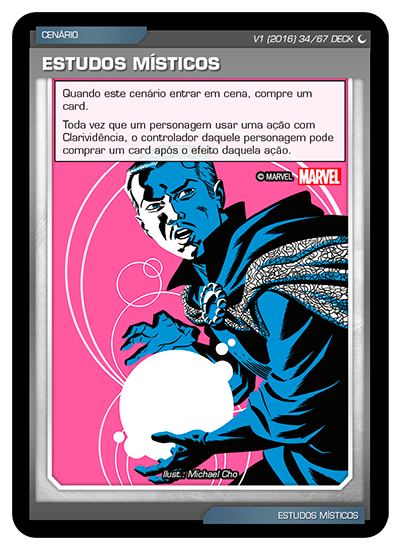 CENÁRIO
V1 (2016) 34/67 DECK
ESTUDOS MÍSTICOS
Quando este cenário entrar em cena, compre um
card.
Toda vez que um personagem usar uma ação com
Clarividência, o controlador daquele personagem pode
comprar um card após o efeito daquela ação.
© MARVEL MARVEL
Ilust.: Michael Cho
ESTUDOS MÍSTICOS